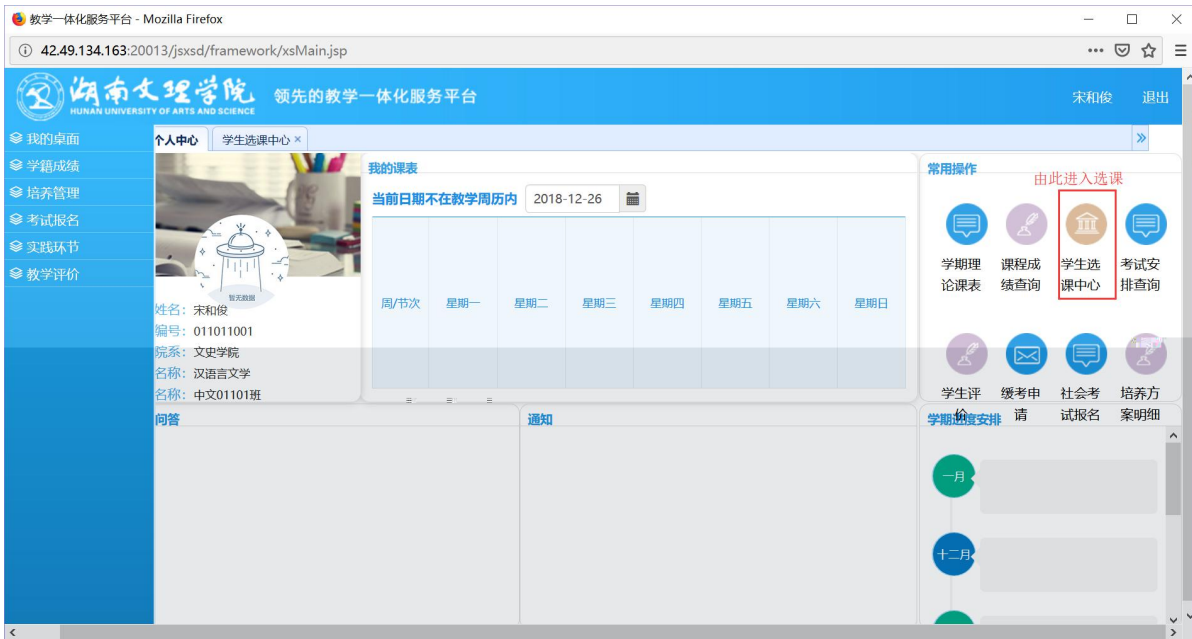 教学一体化服务平台 - Mozilla Firefox
42.49.134.163:20013/jsxsd/framework/xsMain.jsp
湖南文理学院
HUNAN UNIVERSITY OF ARTS AND SCIENCE
领先的教学一体化服务平台
宋和俊 退出
我的桌面
学籍成绩
培养管理
考试报名
实践环节
教学评价
个人中心 学生选课中心 ×
暂无数据
姓名：宋和俊
编号：011011001
院系：文史学院
名称：汉语言文学
名称：中文01101班
我的课表
当前日期不在教学周历内 2018-12-26
周/节次 星期一 星期二 星期三 星期四 星期五 星期六 星期日
常用操作
由此进入选课
学期理论课表
课程成绩查询
学生选课中心
考试安排查询
学生评价
缓考申请
社会考试报名
培养方案明细
问答
通知
学期进度安排
一月
十二月